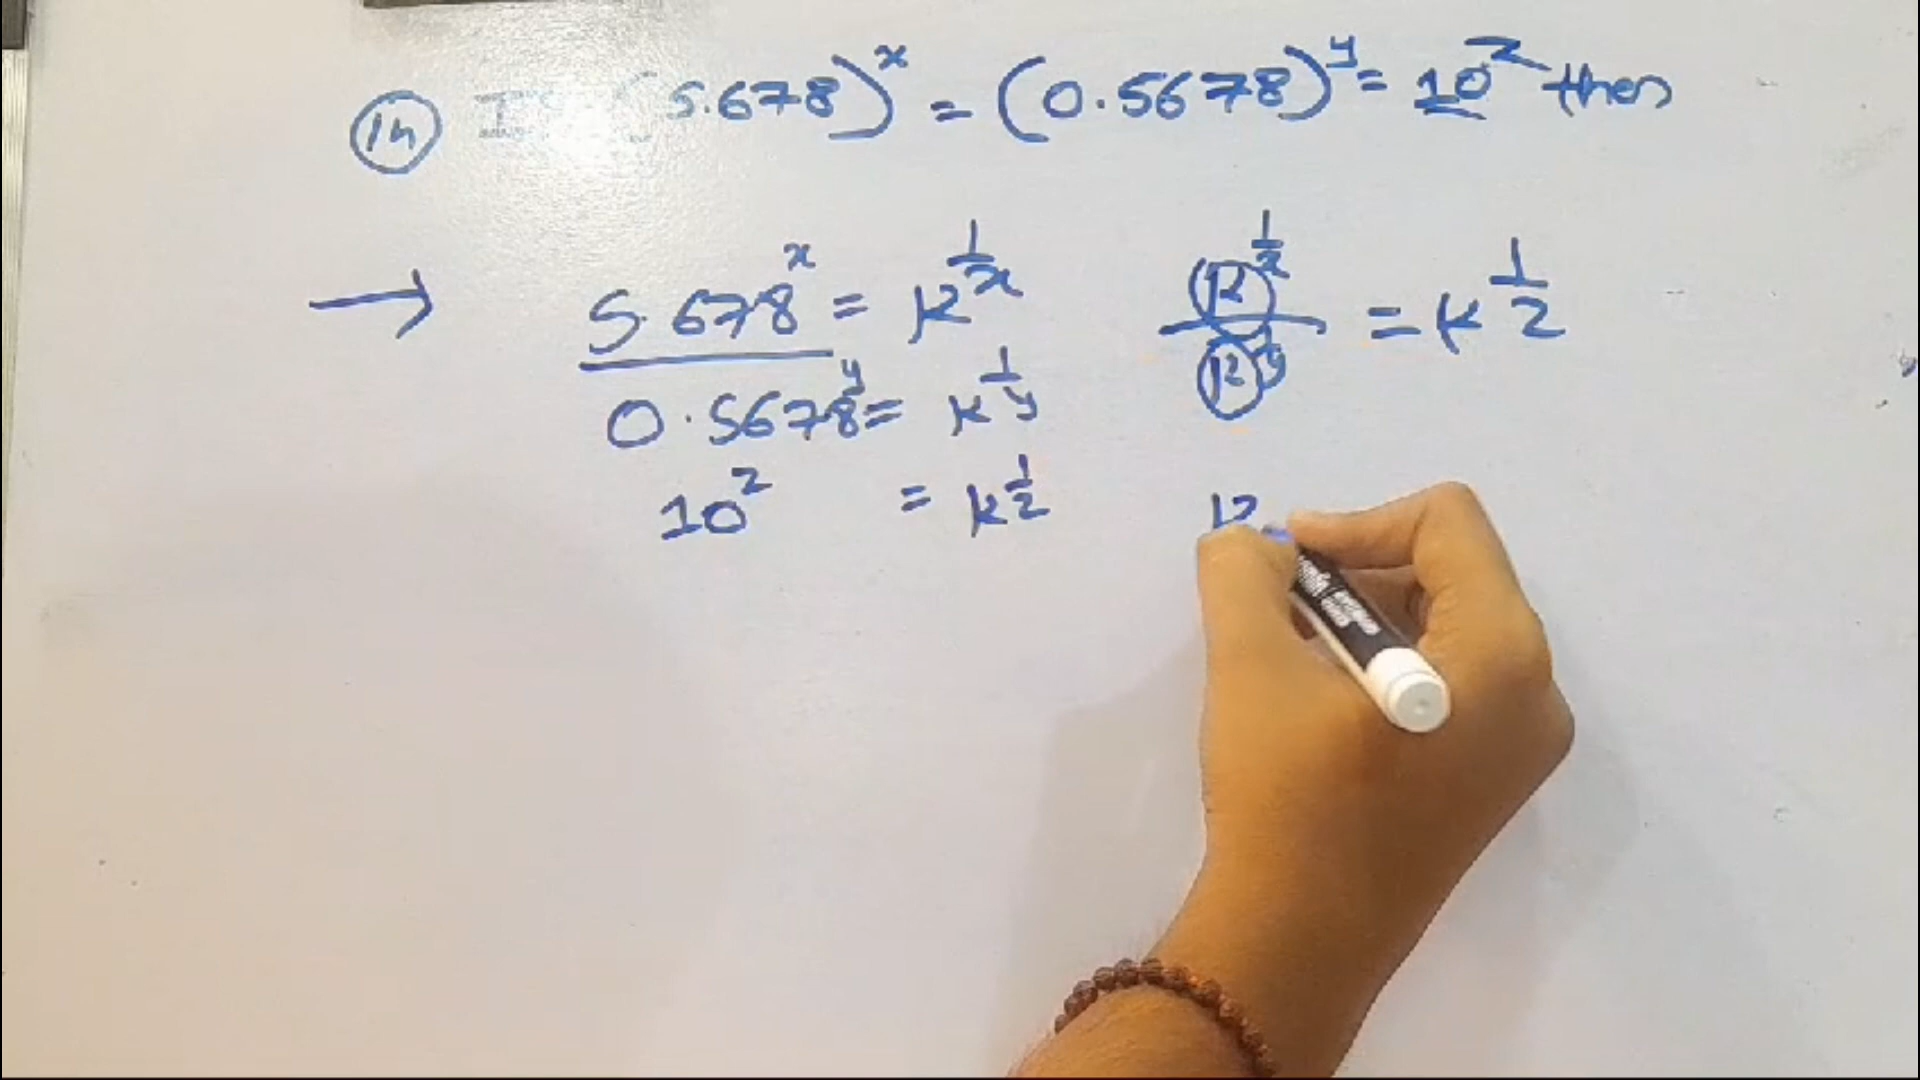 (14) If (5.678)^x = (0.5678)^y = 10^z then
→ 5.678^x = k^{1/x}
0.5678^y = k^{1/y}
10^z = k^{1/z}
(k)^{1/x} / (k)^{1/y} = k^{1/z}
k